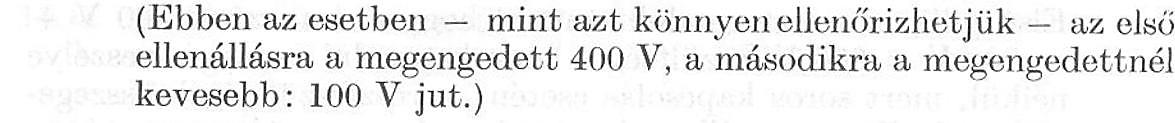 (Ebben az esetben — mint azt könnyen ellenőrizhetjük — az első
ellenállásra a megengedett 400 V, a másodikra a megengedettnél
kevesebb: 100 V jut.)